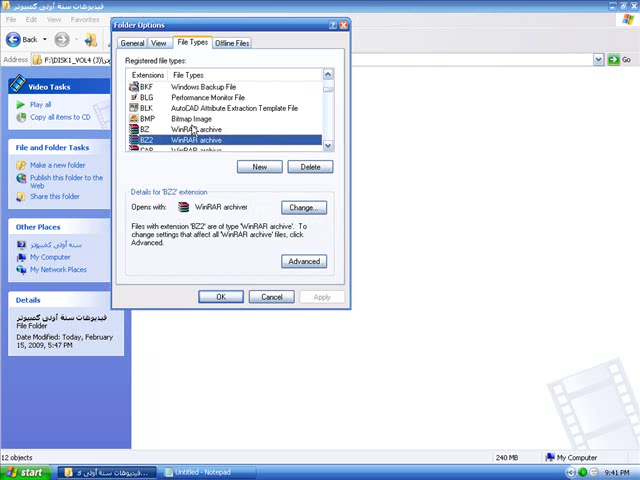 فيديوهات سنة أولى كمبيوتر
File Edit View Favorites
Back
Address F:\DISK1_VOL4 (J:)\
Go
Video Tasks
Play all
Copy all items to CD
File and Folder Tasks
Make a new folder
Publish this folder to the
Web
Share this folder
Other Places
سنة أولى كمبيوتر
My Computer
My Network Places
Details
فيديوهات سنة أولى كمبيوتر
File Folder
Date Modified: Today, February
15, 2009, 5:47 PM
Folder Options
General View File Types Offline Files
Registered file types:
Extensions File Types
BKF Windows Backup File
BLG Performance Monitor File
BLK AutoCAD Attribute Extraction Template File
BMP Bitmap Image
BZ WinRAR archive
BZ2 WinRAR archive
CAB WinRAR archive
New Delete
Details for 'BZ2' extension
Opens with: WinRAR archiver Change...
Files with extension 'BZ2' are of type 'WinRAR archive'. To
change settings that affect all 'WinRAR archive' files, click
Advanced.
Advanced
OK Cancel Apply
12 objects 240 MB My Computer
start فيديوهات سنة أولى ك... Untitled - Notepad 9:41 PM